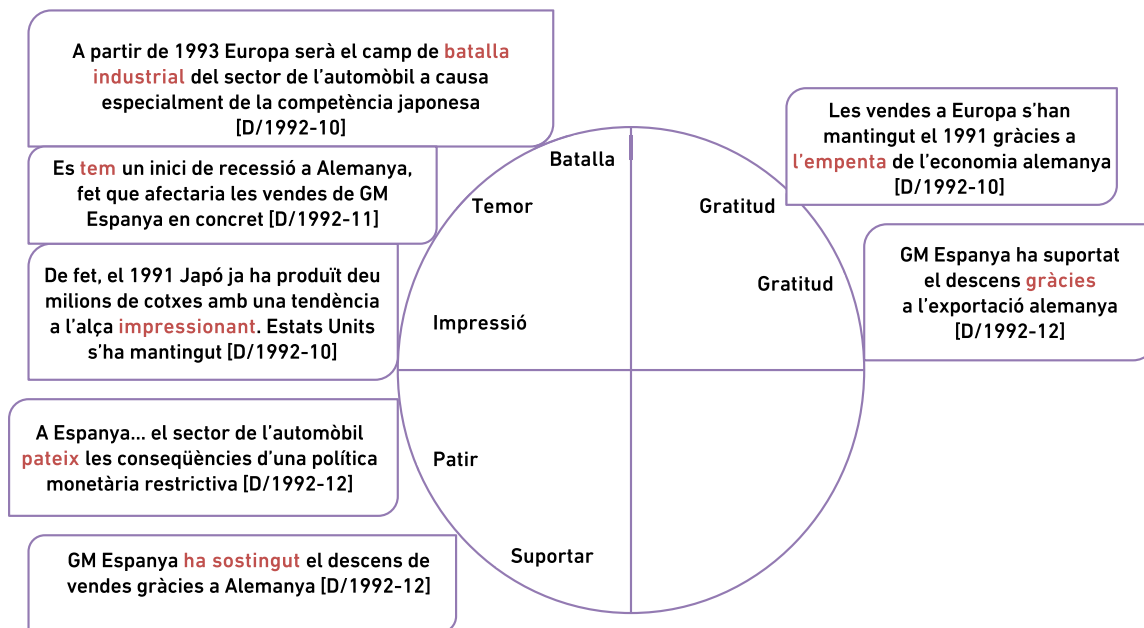 A partir de 1993 Europa serà el camp de batalla
industrial del sector de l’automòbil a causa
especialment de la competència japonesa
[D/1992-10]
Es tem un inici de recessió a Alemanya,
fet que afectaria les vendes de GM
Espanya en concret [D/1992-11]
De fet, el 1991 Japó ja ha produït deu
milions de cotxes amb una tendència
a l’alça impressionant. Estats Units
s’ha mantingut [D/1992-10]
A Espanya... el sector de l’automòbil
pateix les conseqüències d’una política
monetària restrictiva [D/1992-12]
GM Espanya ha sostingut el descens de
vendes gràcies a Alemanya [D/1992-12]
Batalla
Temor
Impressió
Patir
Suportar
Gratitud
Gratitud
Les vendes a Europa s’han
mantingut el 1991 gràcies a
l’empenta de l’economia alemanya
[D/1992-10]
GM Espanya ha suportat
el descens gràcies
a l’exportació alemanya
[D/1992-12]